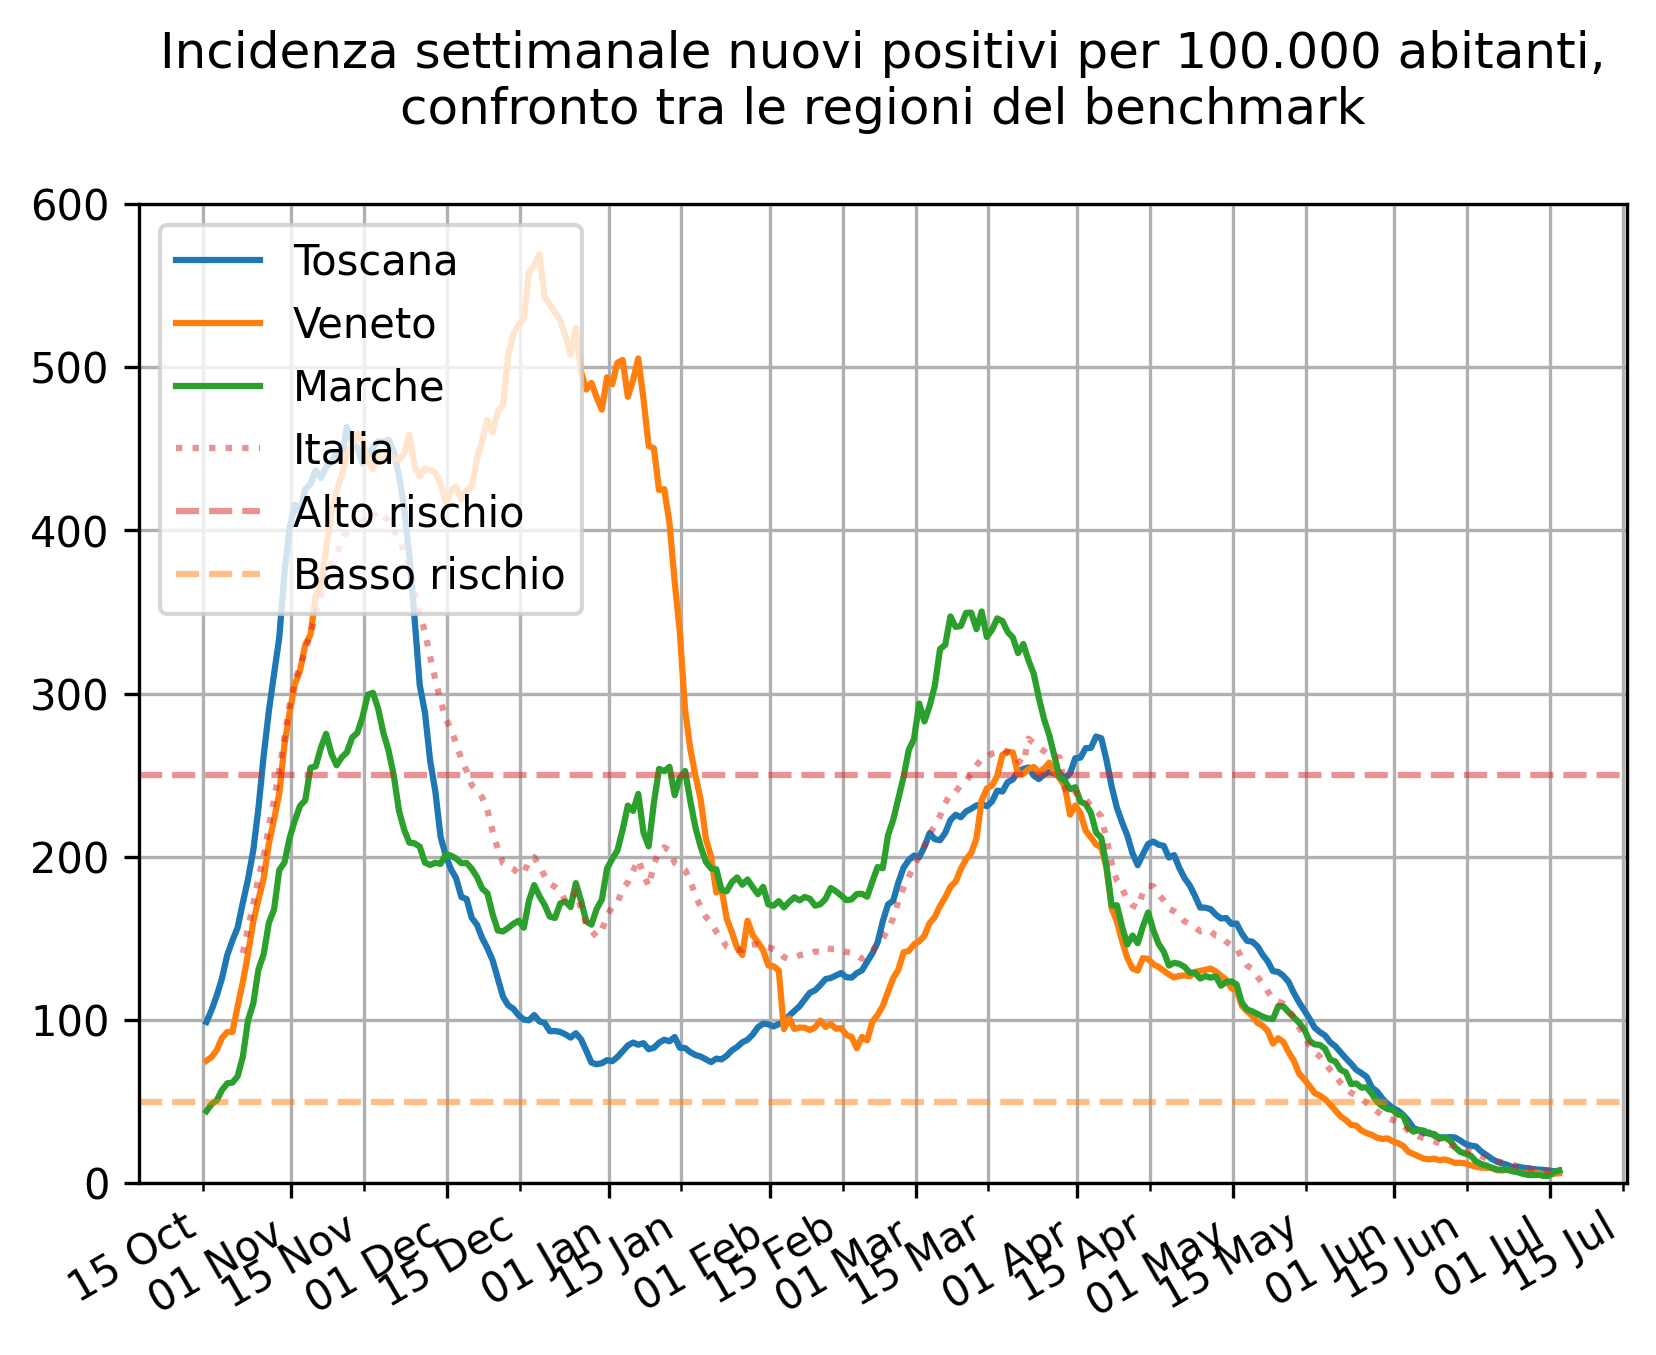 Incidenza settimanale nuovi positivi per 100.000 abitanti,
confronto tra le regioni del benchmark
600
500
400
300
200
100
0
Toscana
Veneto
Marche
Italia
Alto rischio
Basso rischio
15 Oct
01 Nov
15 Nov
01 Dec
15 Dec
01 Jan
15 Jan
01 Feb
15 Feb
01 Mar
15 Mar
01 Apr
15 Apr
01 May
15 May
01 Jun
15 Jun
01 Jul
15 Jul